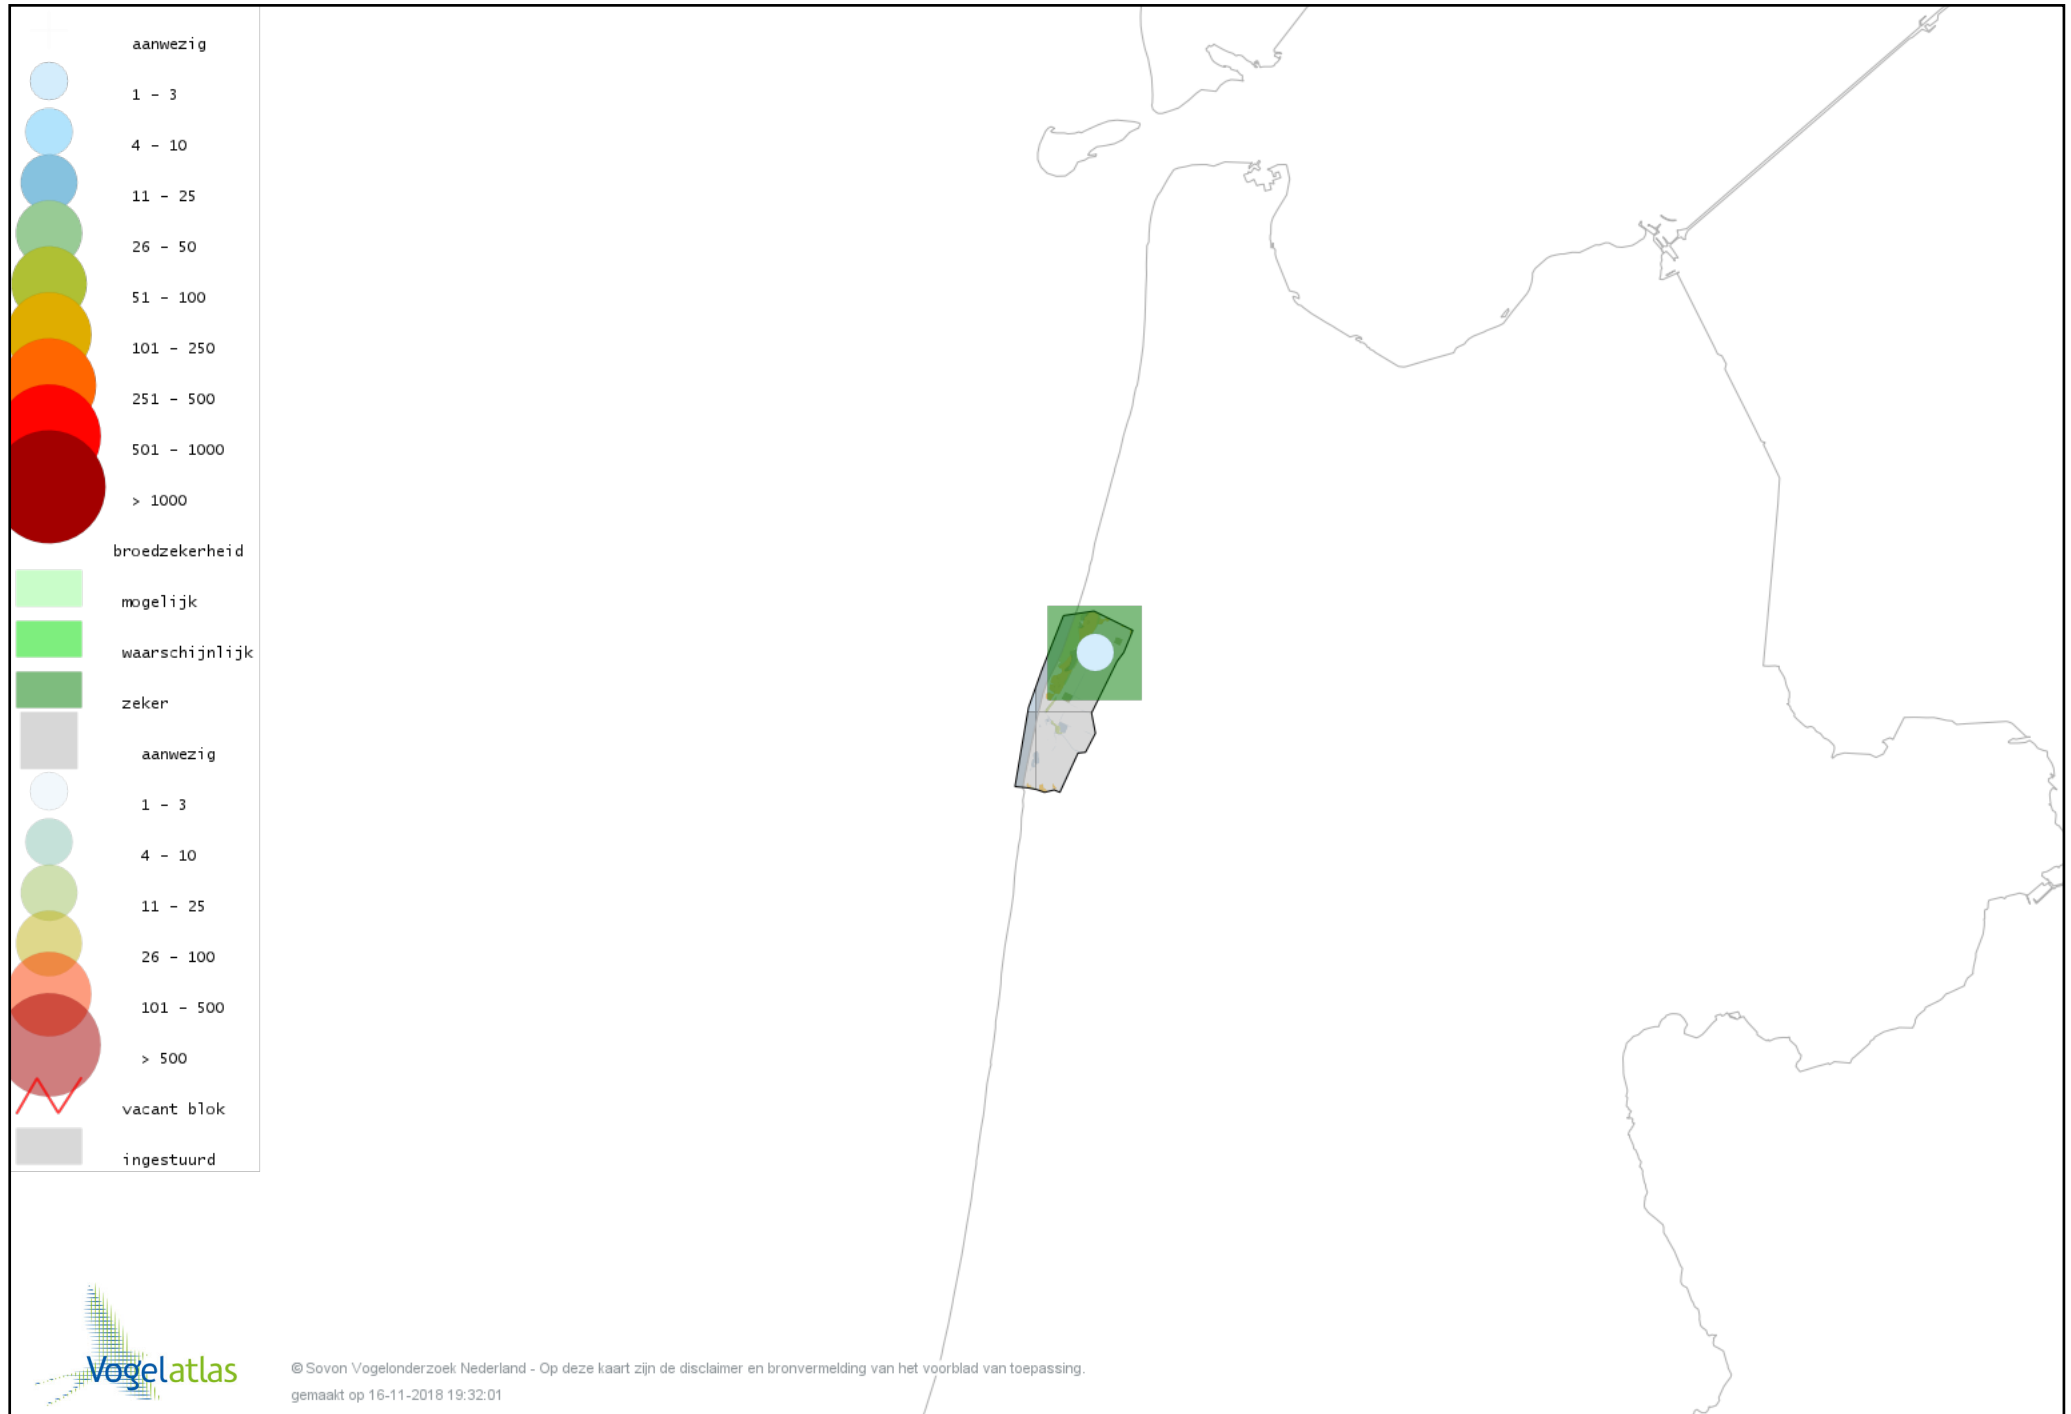 aanwezig
1 - 3
4 - 10
11 - 25
26 - 50
51 - 100
101 - 250
251 - 500
501 - 1000
> 1000
broedzekerheid
mogelijk
waarschijnlijk
zeker
aanwezig
1 - 3
4 - 10
11 - 25
26 - 100
101 - 500
> 500
vacant blok
ingestuurd
Vogelatlas
© Sovon Vogelonderzoek Nederland - Op deze kaart zijn de disclaimer en bronvermelding van het voorblad van toepassing.
gemaakt op 16-11-2018 19:32:01